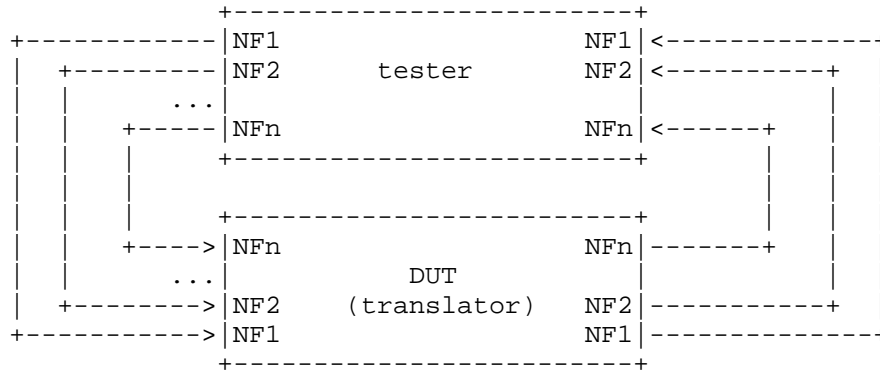 NF1 NF1
NF2 tester NF2
...
NFn NFn
NFn NFn
... DUT
NF2 (translator) NF2
NF1 NF1